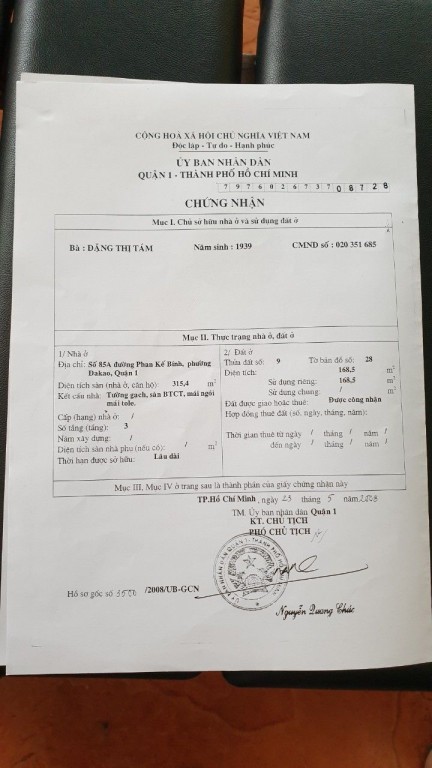 CỘNG HOÀ XÃ HỘI CHỦ NGHĨA VIỆT NAM
Độc lập - Tự do - Hạnh phúc
ỦY BAN NHÂN DÂN
QUẬN 1 - THÀNH PHỐ HỒ CHÍ MINH
797602673708728
CHỨNG NHẬN
Mục I. Chủ sở hữu nhà ở và sử dụng đất ở
Bà : DẶNG THỊ TÁM Năm sinh : 1939 CMND số : 020 351 685
Mục II. Thực trạng nhà ở, đất ở
1/ Nhà ở
Địa chỉ: Số 85A đường Phan Kế Bính, phường
Đakao, Quận 1
Diện tích sàn (nhà ở, căn hộ): 315,4 m²
Kết cấu nhà: Tường gạch, sàn BTCT, mái ngói
mái tole.
Cấp (hạng) nhà ở: /
Số tầng (tầng): 3
Năm xây dựng: /
Diện tích sàn nhà phụ (nếu có): / m²
Thời hạn được sở hữu: Lâu dài
2/ Đất ở
Thửa đất số: 9 Tờ bản đồ số: 28
Diện tích: 168,5 m²
Sử dụng riêng: 168,5 m²
Sử dụng chung: / m²
Đất được giao hoặc thuê: Được công nhận
Hợp đồng thuê đất (số, ngày, tháng, năm):
Thời gian thuê từ ngày / tháng / năm /
đến ngày / tháng / năm /
Mục III, Mục IV ở trang sau là thành phần của giấy chứng nhận này
TP.Hồ Chí Minh, ngày 23 tháng 5 năm 2008
TM. Ủy ban nhân dân Quận 1
KT. CHỦ TỊCH
PHÓ CHỦ TỊCH
Hồ sơ gốc số /2008/UB-GCN
Nguyễn Quang Chức